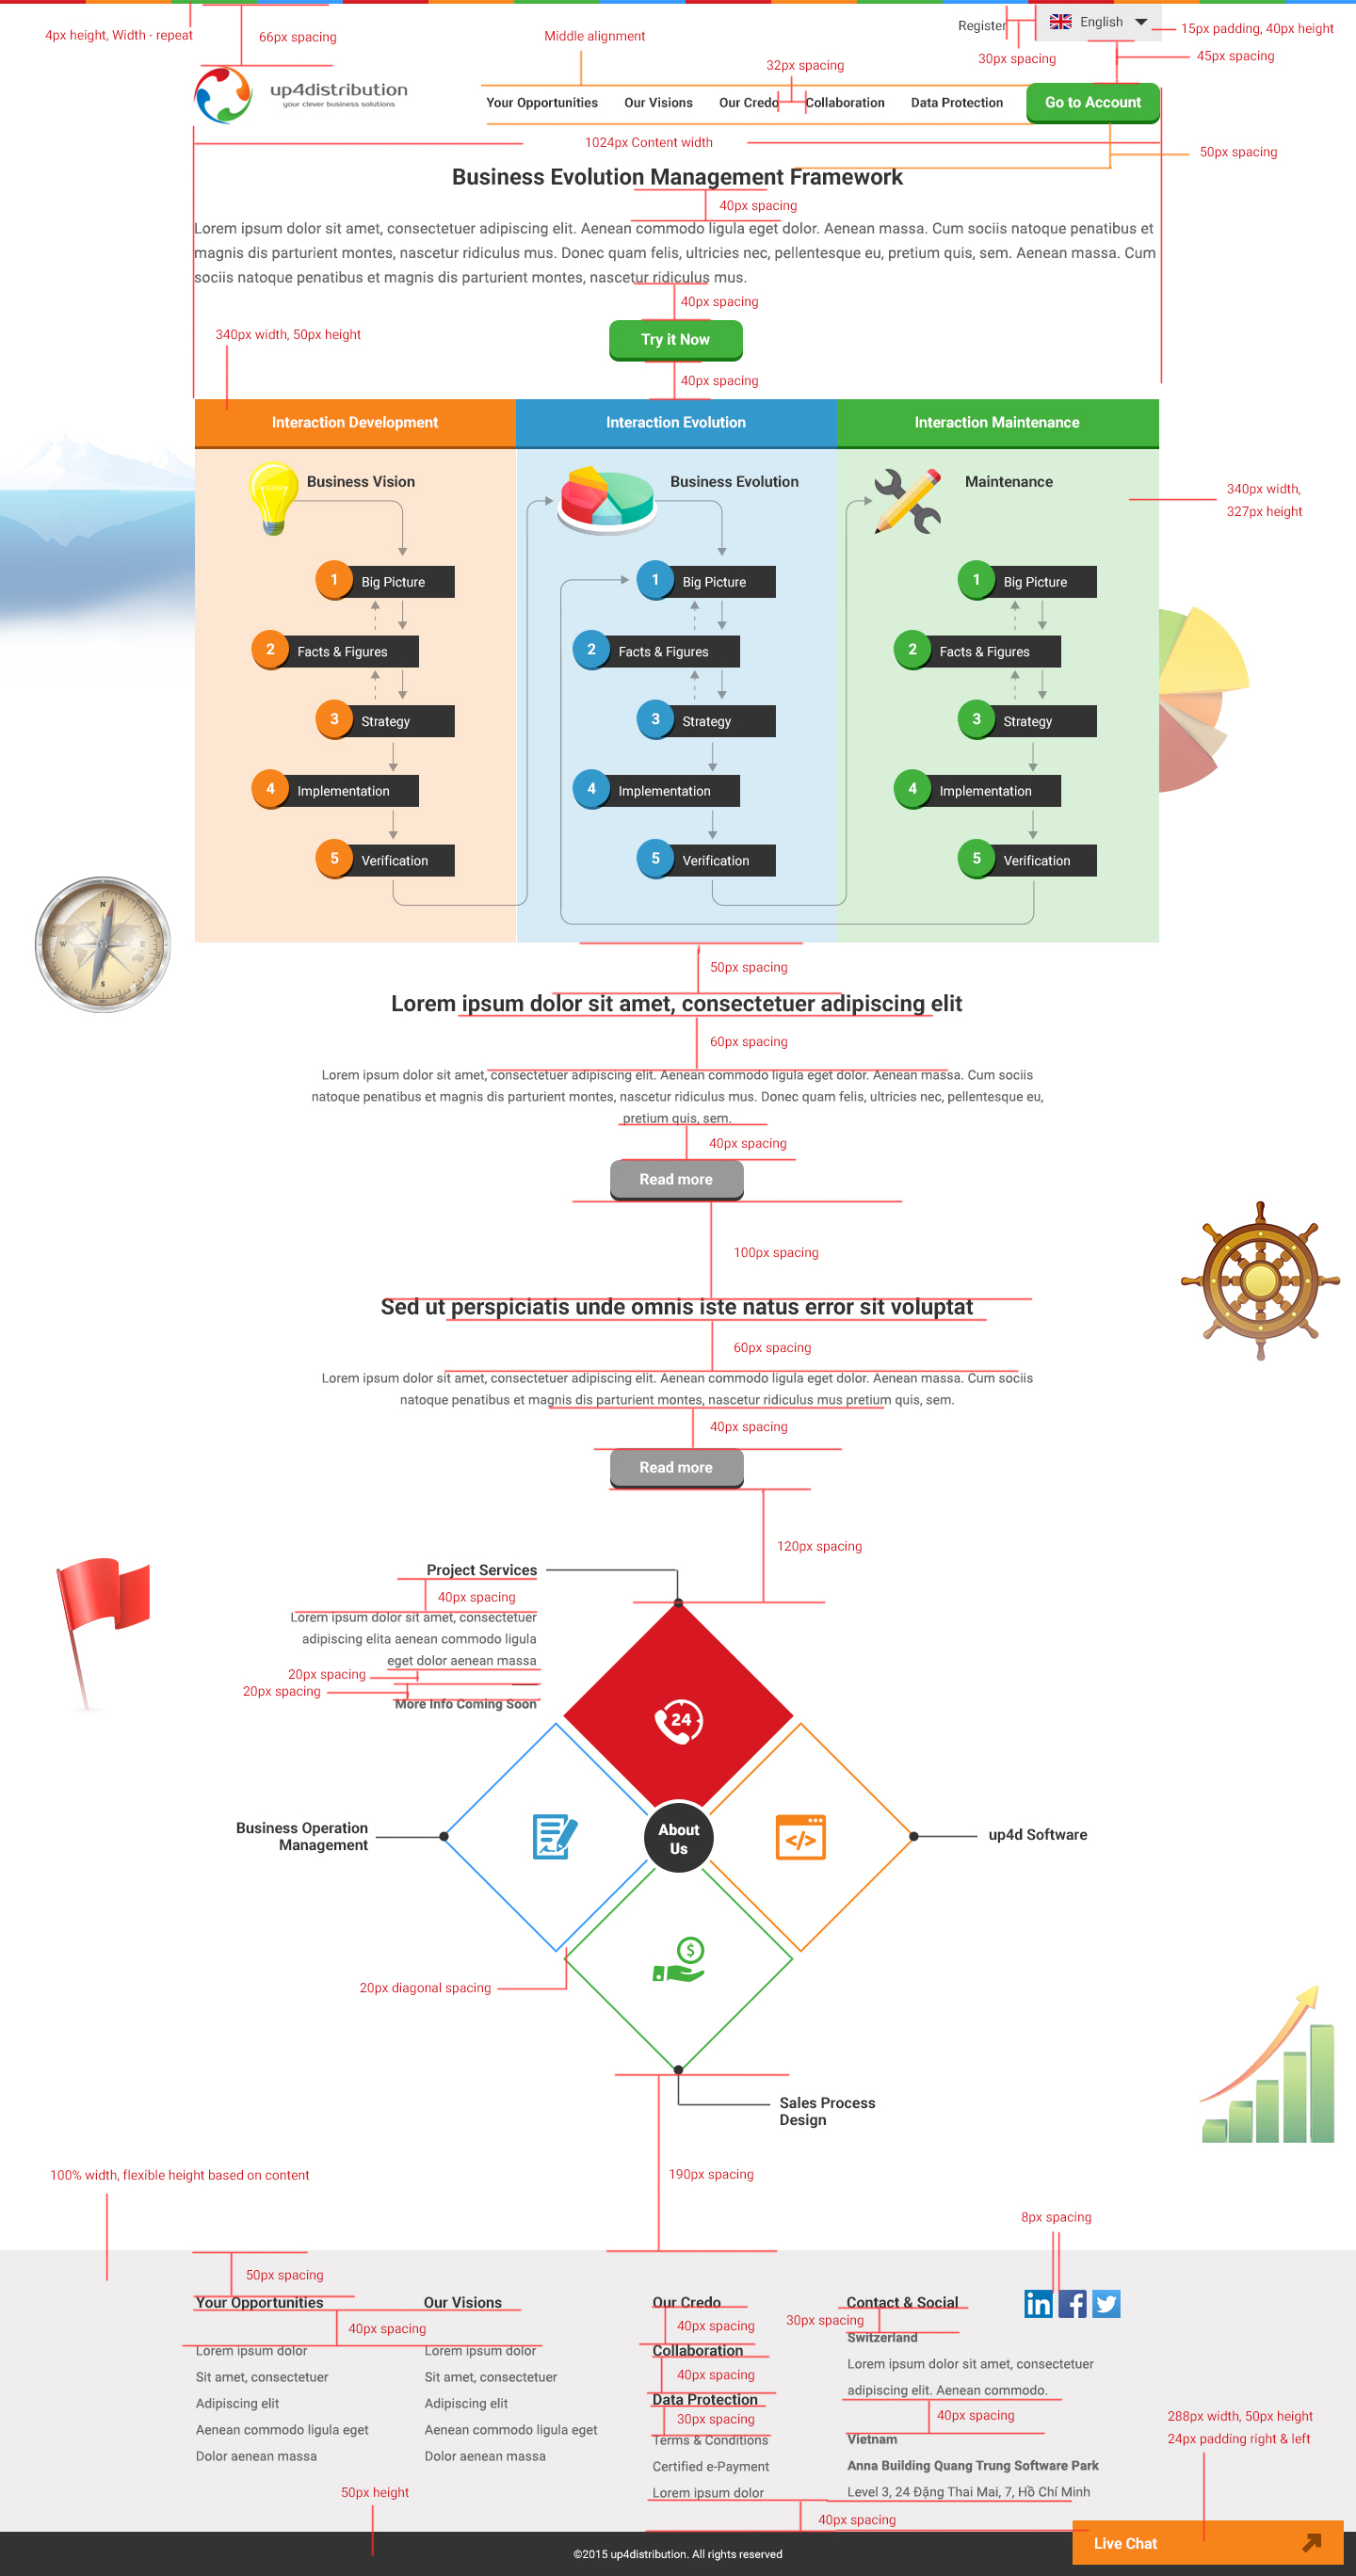 4px height, Width - repeat
66px spacing
Middle alignment
Register
English
15px padding, 40px height
30px spacing
45px spacing
32px spacing
up4distribution
your clever business solutions
Your Opportunities
Our Visions
Our Credo
Collaboration
Data Protection
Go to Account
1024px Content width
50px spacing
Business Evolution Management Framework
40px spacing
Lorem ipsum dolor sit amet, consectetuer adipiscing elit. Aenean commodo ligula eget dolor. Aenean massa. Cum sociis natoque penatibus et
magnis dis parturient montes, nascetur ridiculus mus. Donec quam felis, ultricies nec, pellentesque eu, pretium quis, sem. Aenean massa. Cum
sociis natoque penatibus et magnis dis parturient montes, nascetur ridiculus mus.
40px spacing
340px width, 50px height
Try it Now
40px spacing
Interaction Development
Interaction Evolution
Interaction Maintenance
Business Vision
Business Evolution
Maintenance
340px width,
327px height
1 Big Picture
2 Facts & Figures
3 Strategy
4 Implementation
5 Verification
1 Big Picture
2 Facts & Figures
3 Strategy
4 Implementation
5 Verification
1 Big Picture
2 Facts & Figures
3 Strategy
4 Implementation
5 Verification
N
E
S
W
50px spacing
Lorem ipsum dolor sit amet, consectetuer adipiscing elit
60px spacing
Lorem ipsum dolor sit amet, consectetuer adipiscing elit. Aenean commodo ligula eget dolor. Aenean massa. Cum sociis
natoque penatibus et magnis dis parturient montes, nascetur ridiculus mus. Donec quam felis, ultricies nec, pellentesque eu,
pretium quis, sem.
40px spacing
Read more
100px spacing
Sed ut perspiciatis unde omnis iste natus error sit voluptat
60px spacing
Lorem ipsum dolor sit amet, consectetuer adipiscing elit. Aenean commodo ligula eget dolor. Aenean massa. Cum sociis
natoque penatibus et magnis dis parturient montes, nascetur ridiculus mus pretium quis, sem.
40px spacing
Read more
120px spacing
Project Services
40px spacing
Lorem ipsum dolor sit amet, consectetuer
adipiscing elita aenean commodo ligula
eget dolor aenean massa
20px spacing
20px spacing
More Info Coming Soon
24
Business Operation
Management
About
Us
</>
up4d Software
$
20px diagonal spacing
Sales Process
Design
190px spacing
100% width, flexible height based on content
8px spacing
50px spacing
Your Opportunities
40px spacing
Lorem ipsum dolor
Sit amet, consectetuer
Adipiscing elit
Aenean commodo ligula eget
Dolor aenean massa
50px height
Our Visions
Lorem ipsum dolor
Sit amet, consectetuer
Adipiscing elit
Aenean commodo ligula eget
Dolor aenean massa
Our Credo
40px spacing
Collaboration
40px spacing
Data Protection
30px spacing
Terms & Conditions
Certified e-Payment
Lorem ipsum dolor
Contact & Social
in
f
30px spacing
Switzerland
Lorem ipsum dolor sit amet, consectetuer
adipiscing elit. Aenean commodo.
40px spacing
Vietnam
Anna Building Quang Trung Software Park
Level 3, 24 Đặng Thai Mai, 7, Hồ Chí Minh
40px spacing
288px width, 50px height
24px padding right & left
Live Chat
©2015 up4distribution. All rights reserved